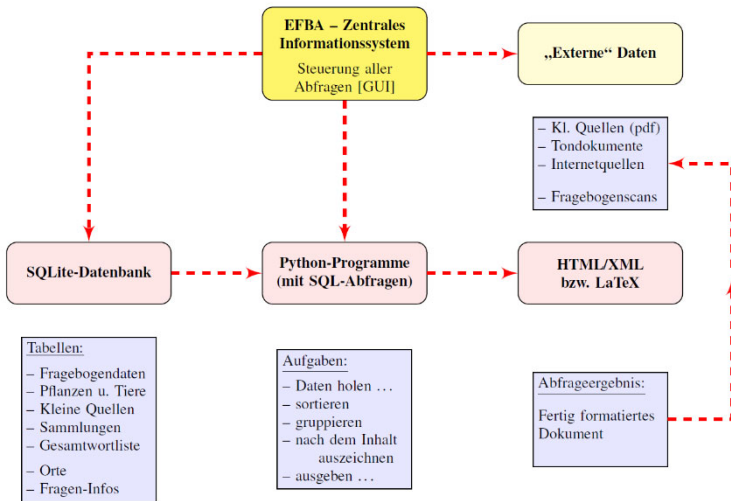 EFBA – Zentrales
Informationssystem
Steuerung aller
Abfragen [GUI]
„Externe“ Daten
– Kl. Quellen (pdf)
– Tondokumente
– Internetquellen
– Fragebogenscans
SQLite-Datenbank
Python-Programme
(mit SQL-Abfragen)
HTML/XML
bzw. LaTeX
Tabellen:
– Fragebogendaten
– Pflanzen u. Tiere
– Kleine Quellen
– Sammlungen
– Gesamtwortliste
– Orte
– Fragen-Infos
Aufgaben:
– Daten holen …
– sortieren
– gruppieren
– nach dem Inhalt
auszeichnen
– ausgeben …
Abfrageergebnis:
Fertig formatiertes
Dokument